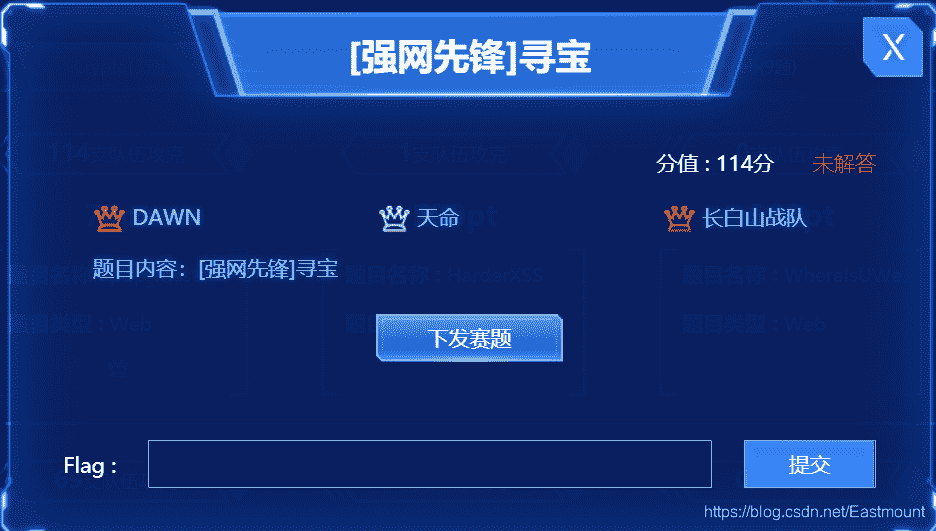 [强网先锋]寻宝
X
分值 : 114分 未解答
DAWN 天命 长白山战队
题目内容：[强网先锋]寻宝
下发赛题
Flag :
提交
https://blog.csdn.net/Eastmount